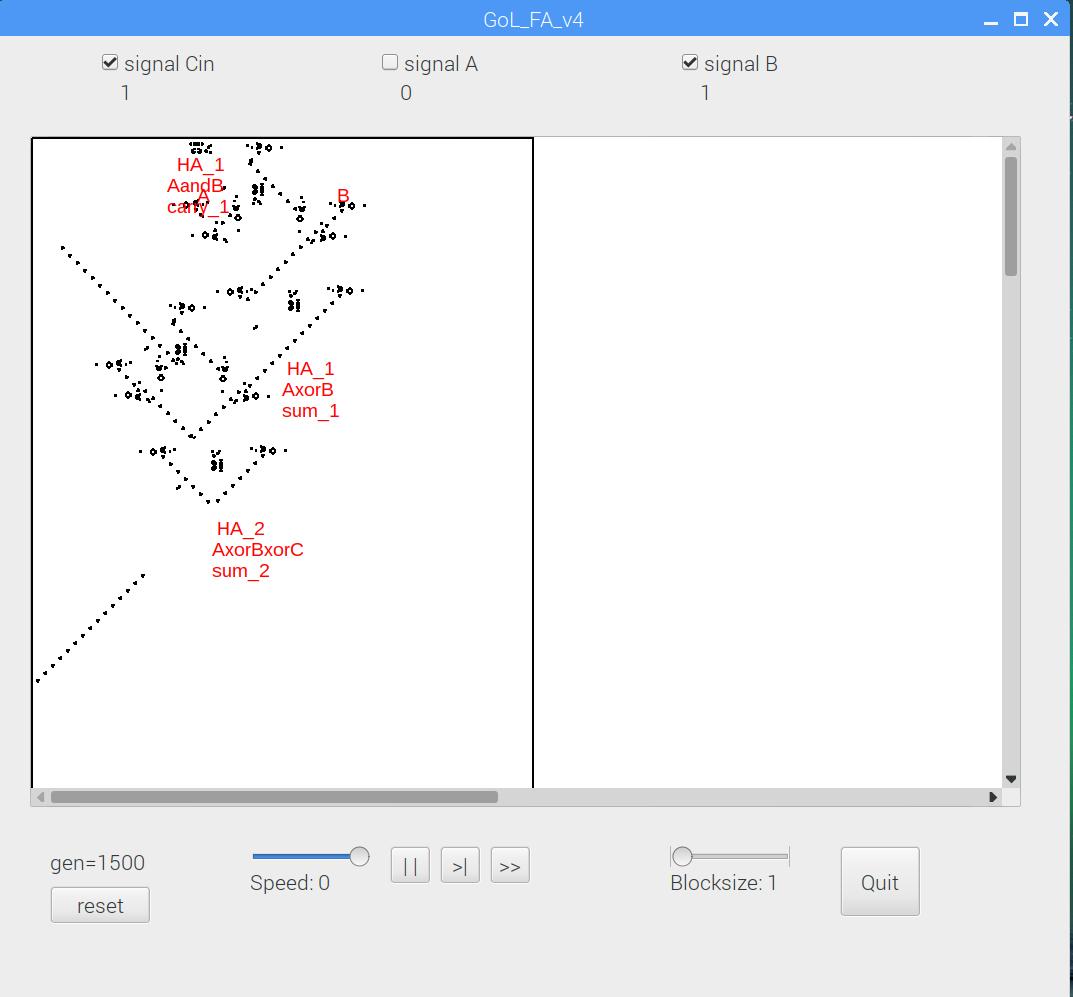 GoL_FA_v4
signal Cin
1
signal A
0
signal B
1
HA_1
AandB
A
carry_1
B
HA_1
AxorB
sum_1
HA_2
AxorBxorC
sum_2
gen=1500
reset
Speed: 0
||
>|
>>
Blocksize: 1
Quit